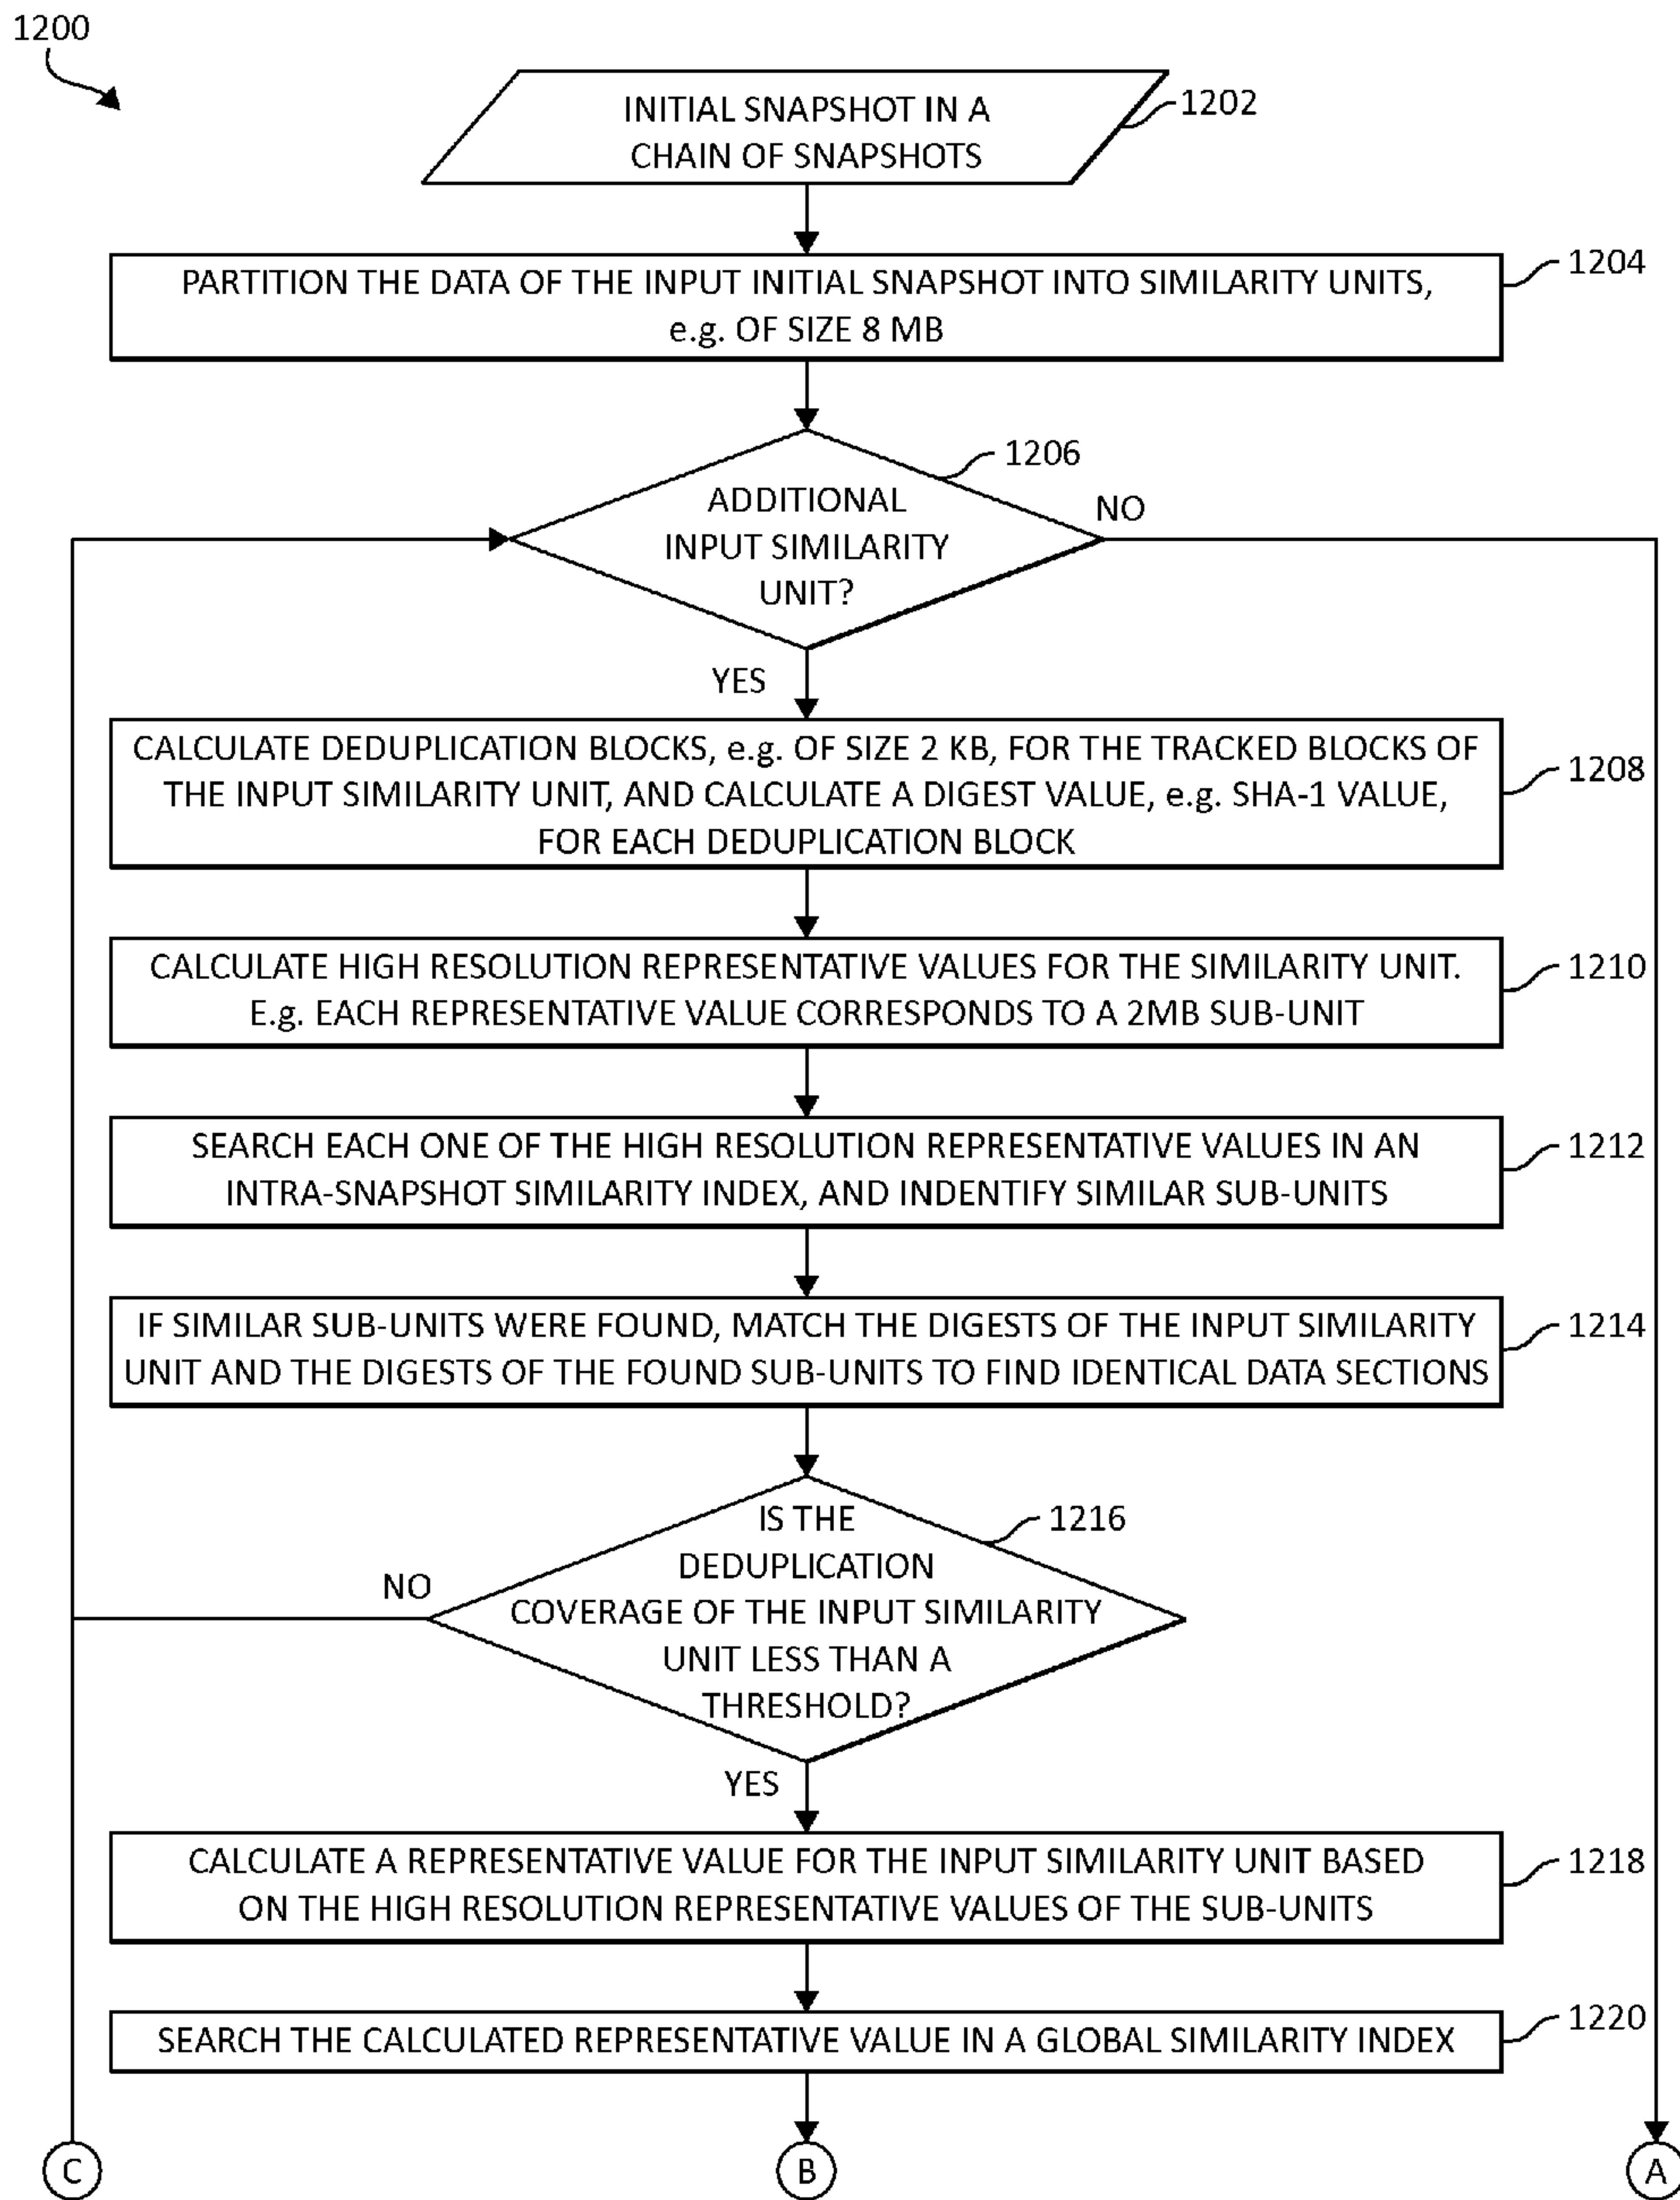 1200
INITIAL SNAPSHOT IN A
CHAIN OF SNAPSHOTS
1202
PARTITION THE DATA OF THE INPUT INITIAL SNAPSHOT INTO SIMILARITY UNITS,
e.g. OF SIZE 8 MB
1204
ADDITIONAL
INPUT SIMILARITY
UNIT?
1206
NO
YES
CALCULATE DEDUPLICATION BLOCKS, e.g. OF SIZE 2 KB, FOR THE TRACKED BLOCKS OF
THE INPUT SIMILARITY UNIT, AND CALCULATE A DIGEST VALUE, e.g. SHA-1 VALUE,
FOR EACH DEDUPLICATION BLOCK
1208
CALCULATE HIGH RESOLUTION REPRESENTATIVE VALUES FOR THE SIMILARITY UNIT.
E.g. EACH REPRESENTATIVE VALUE CORRESPONDS TO A 2MB SUB-UNIT
1210
SEARCH EACH ONE OF THE HIGH RESOLUTION REPRESENTATIVE VALUES IN AN
INTRA-SNAPSHOT SIMILARITY INDEX, AND INDENTIFY SIMILAR SUB-UNITS
1212
IF SIMILAR SUB-UNITS WERE FOUND, MATCH THE DIGESTS OF THE INPUT SIMILARITY
UNIT AND THE DIGESTS OF THE FOUND SUB-UNITS TO FIND IDENTICAL DATA SECTIONS
1214
IS THE
DEDUPLICATION
COVERAGE OF THE INPUT SIMILARITY
UNIT LESS THAN A
THRESHOLD?
1216
NO
YES
CALCULATE A REPRESENTATIVE VALUE FOR THE INPUT SIMILARITY UNIT BASED
ON THE HIGH RESOLUTION REPRESENTATIVE VALUES OF THE SUB-UNITS
1218
SEARCH THE CALCULATED REPRESENTATIVE VALUE IN A GLOBAL SIMILARITY INDEX
1220
C
B
A